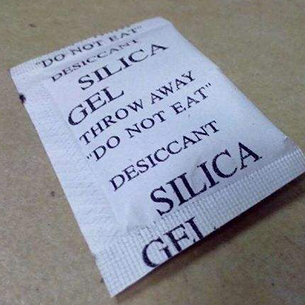 "DO NOT EAT"
DESICCANT
SILICA
GEL
THROW AWAY
"DO NOT EAT"
DESICCANT
SILICA
GEL